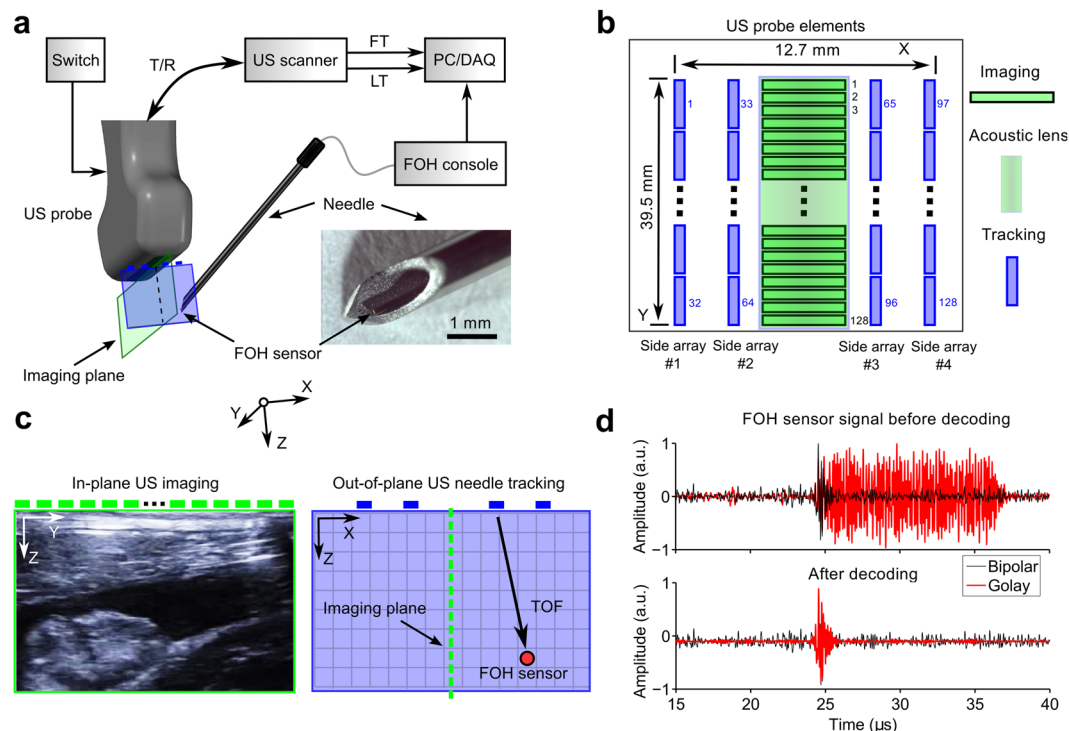 a
Switch
T/R
US scanner
FT
LT
PC/DAQ
FOH console
US probe
Needle
1 mm
FOH sensor
Imaging plane
X
Y
Z
b
US probe elements
12.7 mm
X
39.5 mm
Y
1
33
1
2
3
65
97
32
64
128
96
128
Side array
#1
Side array
#2
Side array
#3
Side array
#4
Imaging
Acoustic lens
Tracking
c
In-plane US imaging
Y
Z
Out-of-plane US needle tracking
X
Z
TOF
Imaging plane
FOH sensor
d
FOH sensor signal before decoding
Amplitude (a.u.)
1
0
−1
Bipolar
Golay
After decoding
Amplitude (a.u.)
1
0
−1
15
20
25
30
35
40
Time (µs)